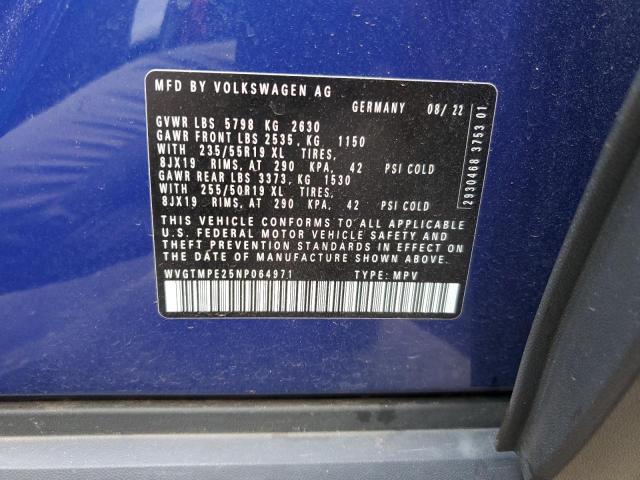 MFD BY VOLKSWAGEN AG
GERMANY 08/ 22
GVWR LBS 5798 KG 2630
GAWR FRONT LBS 2535, KG 1150
WITH 235/55R19 XL TIRES,
8JX19 RIMS, AT 290 KPA, 42 PSI COLD
GAWR REAR LBS 3373, KG 1530
WITH 255/50R19 XL TIRES,
8JX19 RIMS, AT 290 KPA, 42 PSI COLD
THIS VEHICLE CONFORMS TO ALL APPLICABLE
U.S. FEDERAL MOTOR VEHICLE SAFETY AND
THEFT PREVENTION STANDARDS IN EFFECT ON
THE DATE OF MANUFACTURE SHOWN ABOVE.
WVGTMPE25NP064971 TYPE: MPV
2930468 3753 01